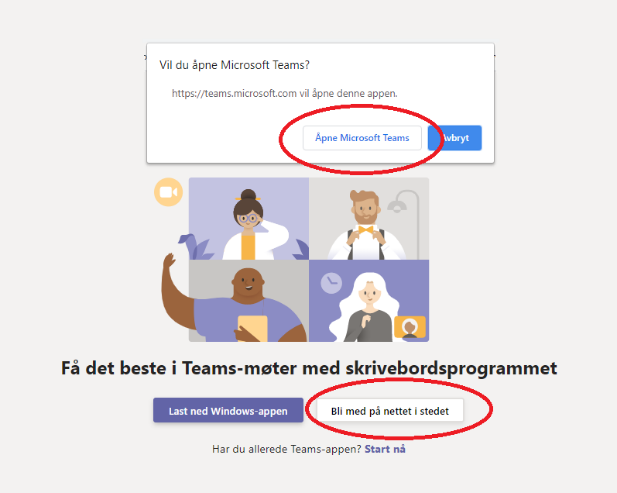 Vil du åpne Microsoft Teams?
https://teams.microsoft.com vil åpne denne appen.
Åpne Microsoft Teams
Avbryt
Få det beste i Teams-møter med skrivebordsprogrammet
Last ned Windows-appen
Bli med på nettet i stedet
Har du allerede Teams-appen? Start nå